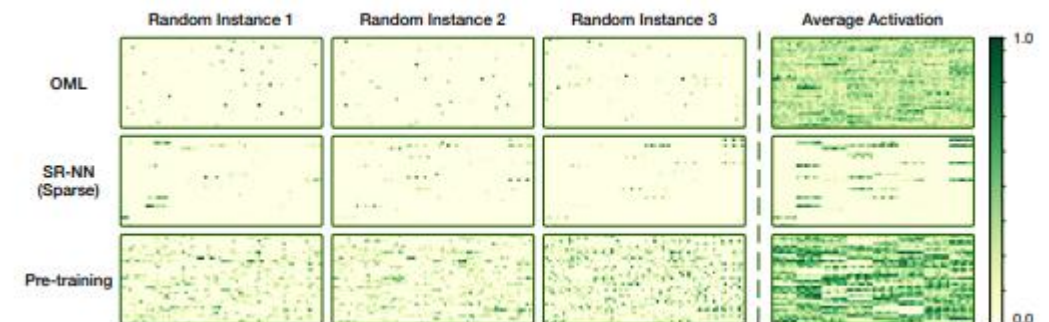 Random Instance 1 Random Instance 2 Random Instance 3 Average Activation
1.0
OML
SR-NN
(Sparse)
Pre-training
0.0